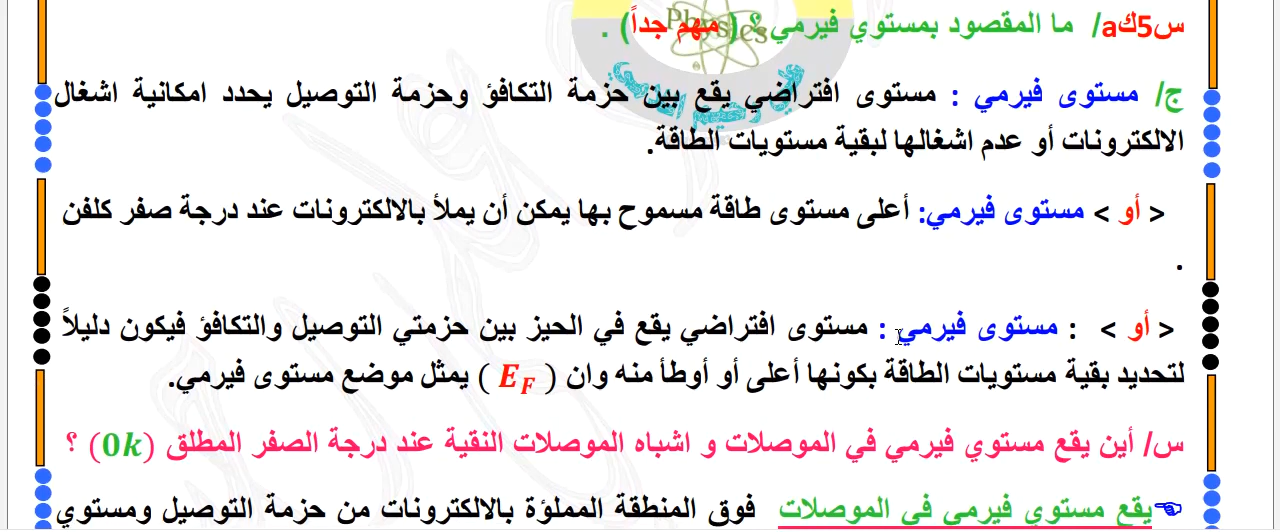 س5كa/ ما المقصود بمستوي فيرمي ؟ ( مهم جداً) .
Physics
ج/ مستوى فيرمي : مستوى افتراضي يقع بين حزمة التكافؤ وحزمة التوصيل يحدد امكانية اشغال
الالكترونات أو عدم اشغالها لبقية مستويات الطاقة.
< أو > مستوى فيرمي: أعلى مستوى طاقة مسموح بها يمكن أن يملأ بالالكترونات عند درجة صفر كلفن
.
< أو > : مستوى فيرمي : مستوى افتراضي يقع في الحيز بين حزمتي التوصيل والتكافؤ فيكون دليلاً
لتحديد بقية مستويات الطاقة بكونها أعلى أو أوطأ منه وان ( E_F ) يمثل موضع مستوى فيرمي.
س/ أين يقع مستوي فيرمي في الموصلات و اشباه الموصلات النقية عند درجة الصفر المطلق (0k) ؟
يقع مستوي فيرمي في الموصلات فوق المنطقة المملؤة بالالكترونات من حزمة التوصيل ومستوي